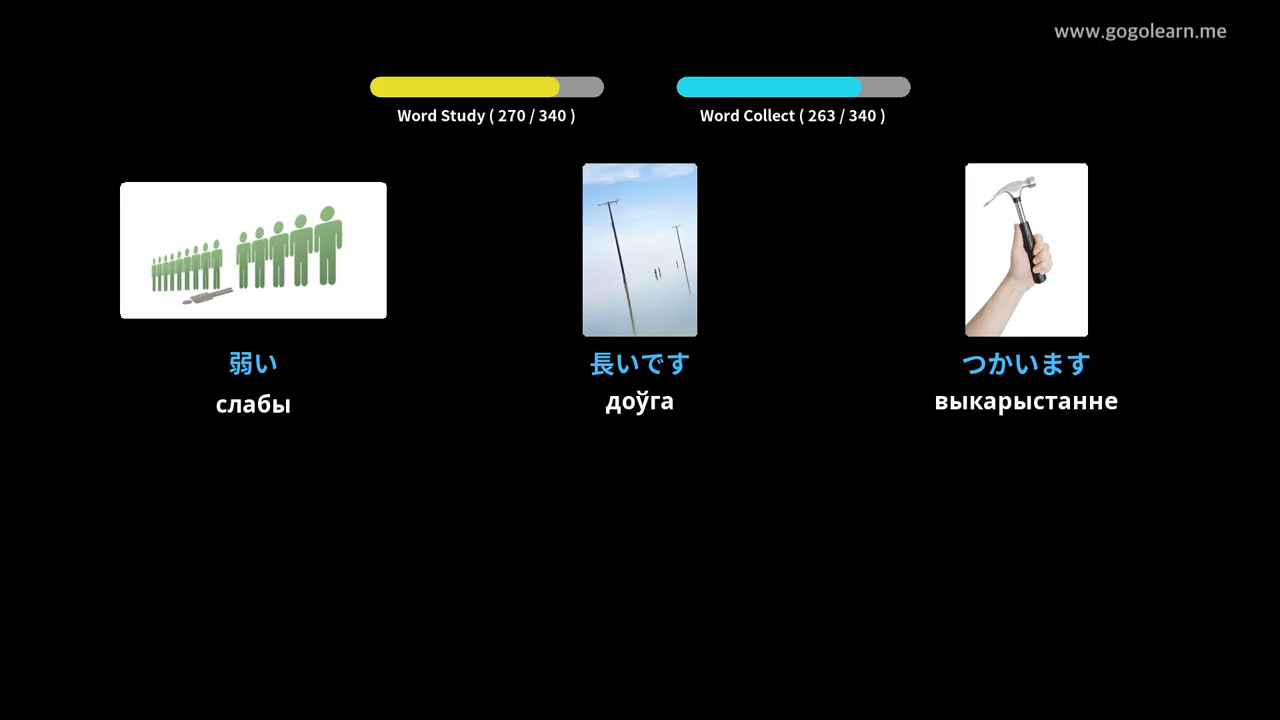 www.gogolearn.me
Word Study ( 270 / 340 )
Word Collect ( 263 / 340 )
弱い
長いです
つかいます
слабы
доўга
выкарыстанне